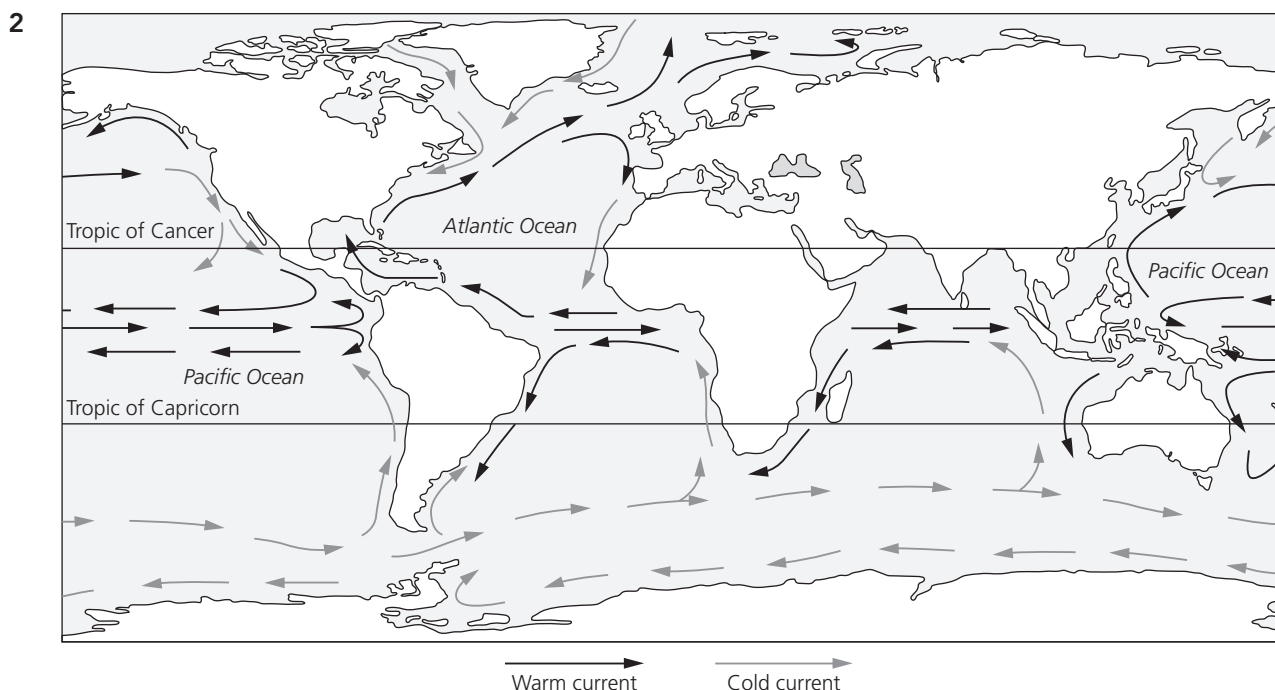 2
Atlantic Ocean
Tropic of Cancer
Pacific Ocean
Pacific Ocean
Tropic of Capricorn
Warm current
Cold current